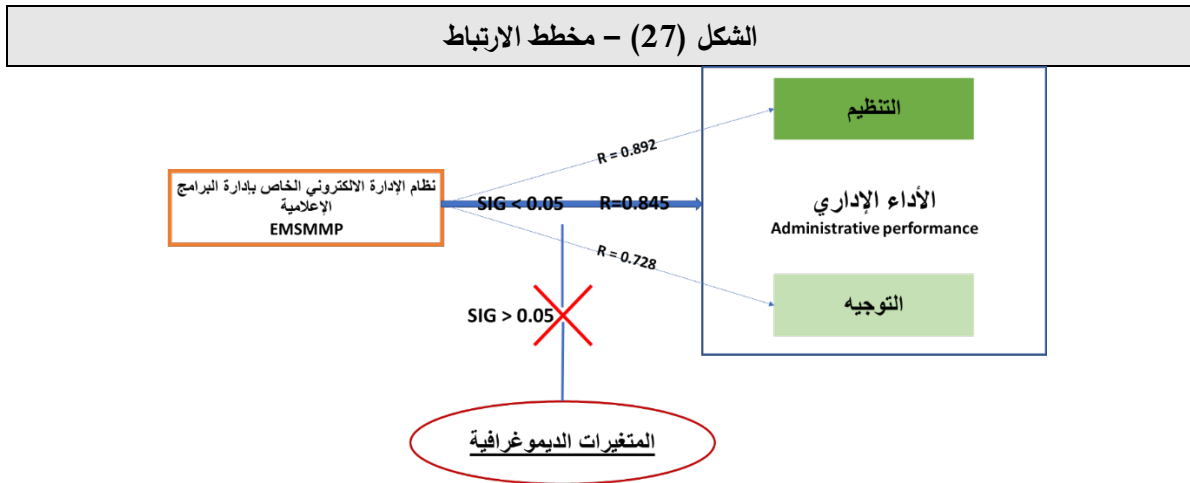 الشكل (27) – مخطط الارتباط
التنظيم
R = 0.892
نظام الإدارة الالكتروني الخاص بإدارة البرامج
الإعلامية
EMSMMP
SIG < 0.05 R=0.845
الأداء الإداري
Administrative performance
R = 0.728
التوجيه
SIG > 0.05
المتغيرات الديموغرافية